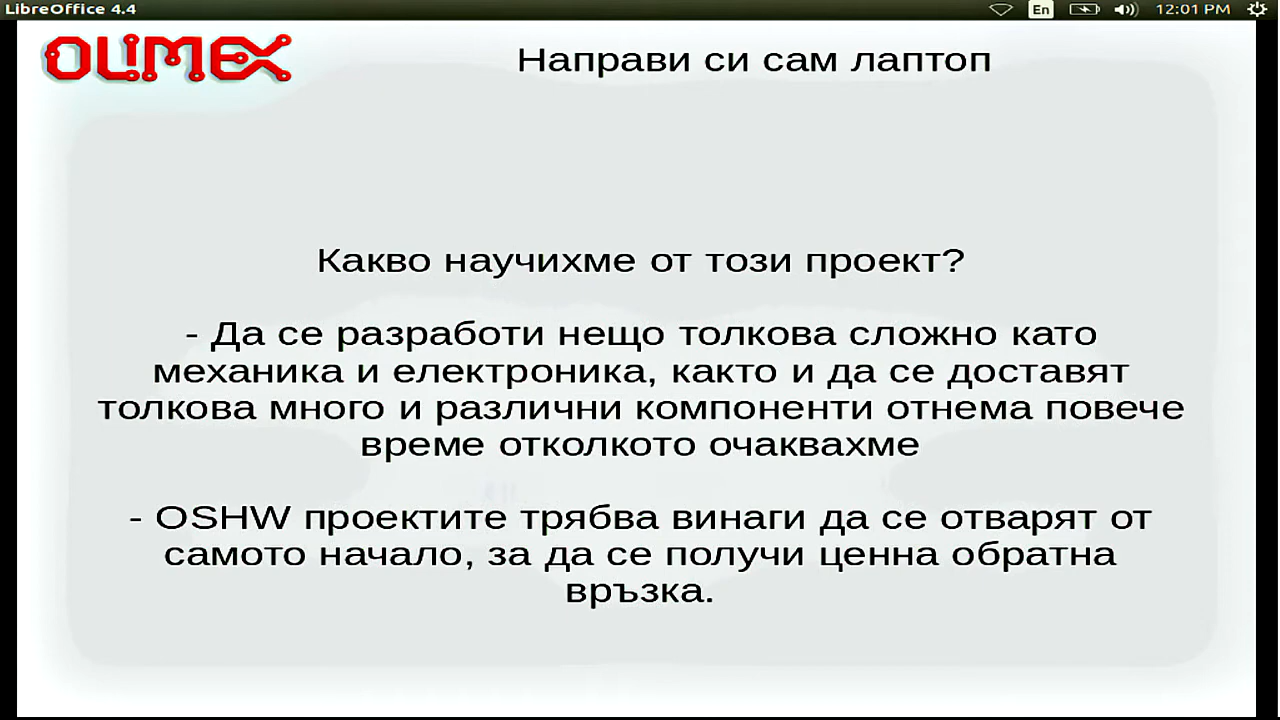 LibreOffice 4.4
En
12:01 PM
OLIMEX
Направи си сам лаптоп
Какво научихме от този проект?
- Да се разработи нещо толкова сложно като
механика и електроника, както и да се доставят
толкова много и различни компоненти отнема повече
време отколкото очаквахме
- OSHW проектите трябва винаги да се отварят от
самото начало, за да се получи ценна обратна
връзка.